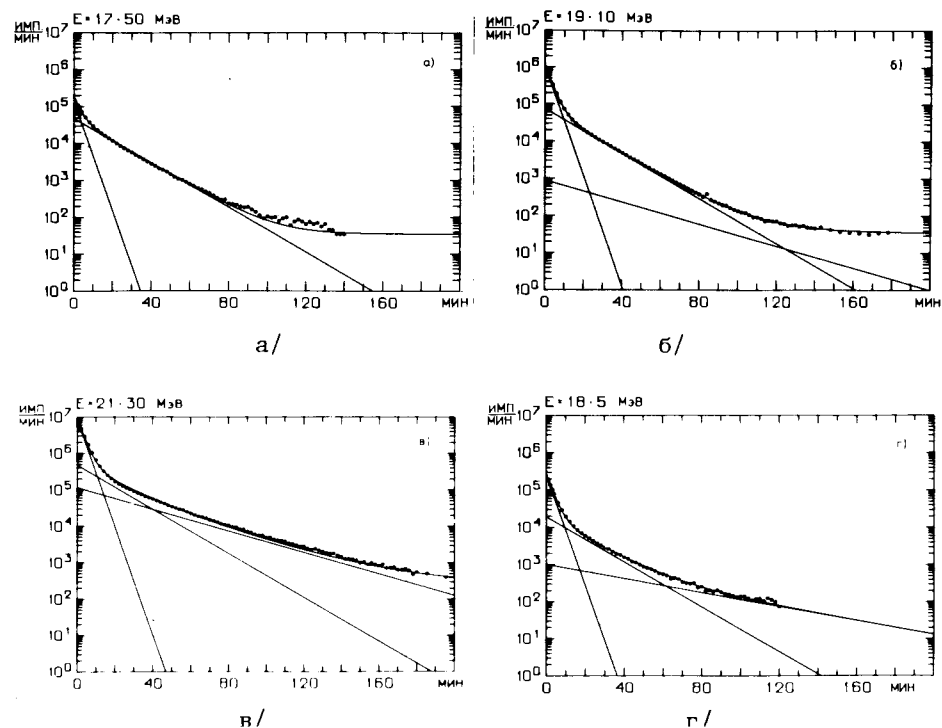 ИМП
МИН
E=17·50 МэВ
а)
10⁷
10⁶
10⁵
10⁴
10³
10²
10¹
10⁰
0 40 80 120 160 МИН
а/
ИМП
МИН
E=19·10 МэВ
б)
10⁷
10⁶
10⁵
10⁴
10³
10²
10¹
10⁰
0 40 80 120 160 МИН
б/
ИМП
МИН
E=21·30 МэВ
в)
10⁷
10⁶
10⁵
10⁴
10³
10²
10¹
10⁰
0 40 80 120 160 МИН
в/
ИМП
МИН
E=18·5 МэВ
г)
10⁷
10⁶
10⁵
10⁴
10³
10²
10¹
10⁰
0 40 80 120 160 МИН
г/